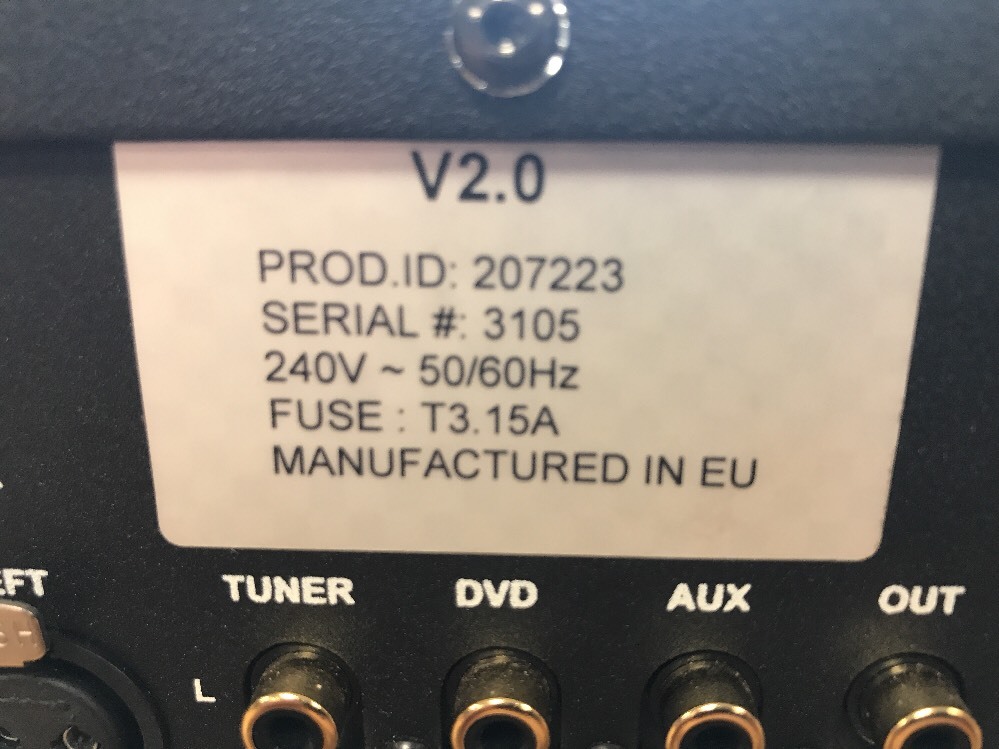 V2.0
PROD.ID: 207223
SERIAL #: 3105
240V ~ 50/60Hz
FUSE : T3.15A
MANUFACTURED IN EU
TUNER DVD AUX OUT
L